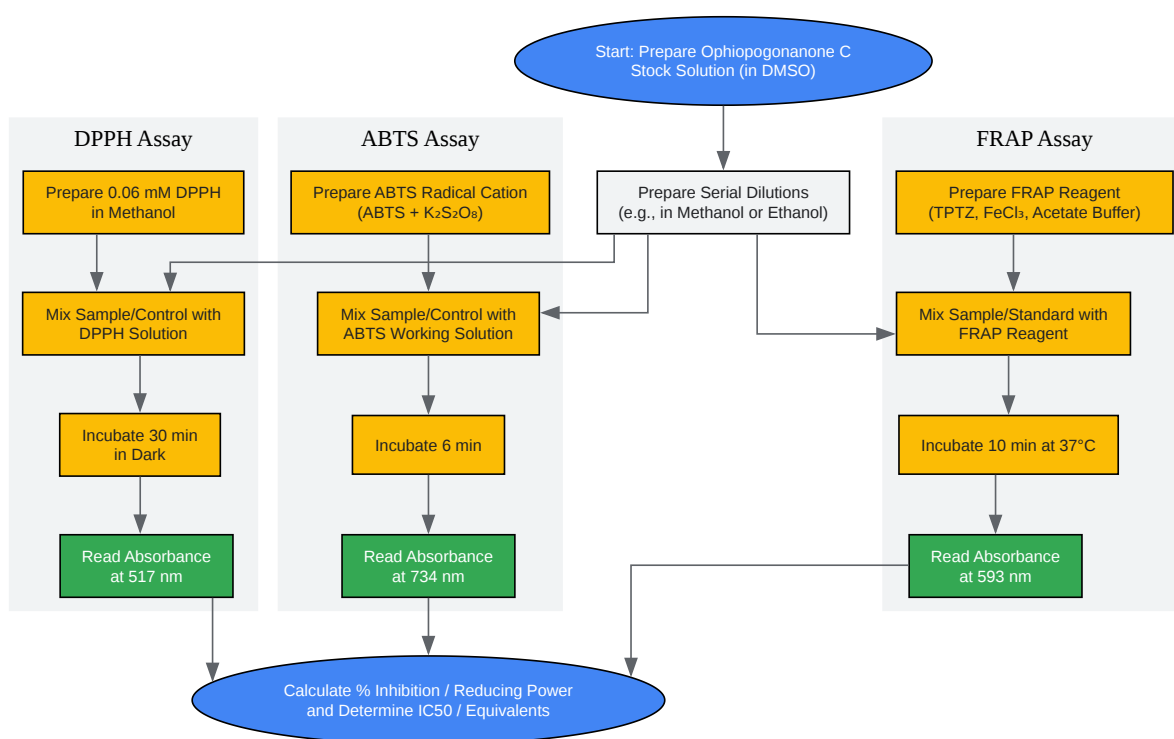 Start: Prepare Ophiopogonanone C
Stock Solution (in DMSO)
DPPH Assay
ABTS Assay
FRAP Assay
Prepare 0.06 mM DPPH
in Methanol
Prepare ABTS Radical Cation
(ABTS + K₂S₂O₈)
Prepare Serial Dilutions
(e.g., in Methanol or Ethanol)
Prepare FRAP Reagent
(TPTZ, FeCl₃, Acetate Buffer)
Mix Sample/Control with
DPPH Solution
Mix Sample/Control with
ABTS Working Solution
Mix Sample/Standard with
FRAP Reagent
Incubate 30 min
in Dark
Incubate 6 min
Incubate 10 min at 37°C
Read Absorbance
at 517 nm
Read Absorbance
at 734 nm
Read Absorbance
at 593 nm
Calculate % Inhibition / Reducing Power
and Determine IC50 / Equivalents